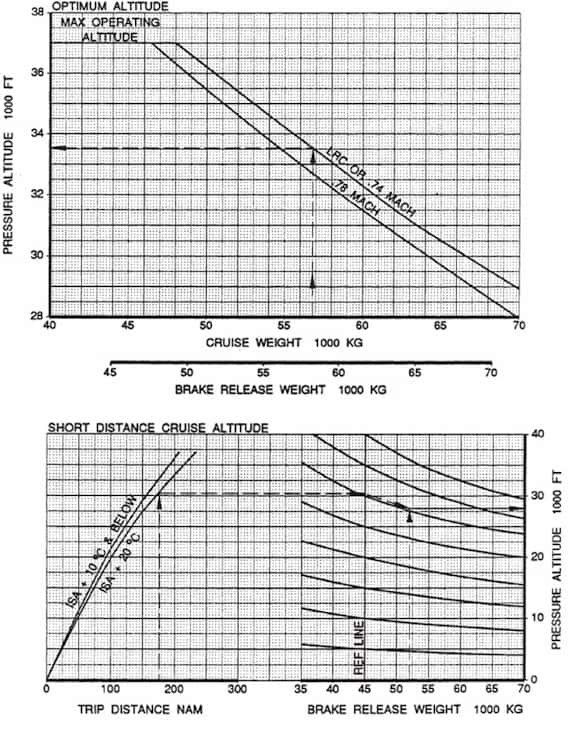 OPTIMUM ALTITUDE
MAX OPERATING
ALTITUDE
PRESSURE ALTITUDE 1000 FT
38
36
34
32
30
28
LRC OR .74 MACH
.78 MACH
40 45 50 55 60 65 70
CRUISE WEIGHT 1000 KG
45 50 55 60 65 70
BRAKE RELEASE WEIGHT 1000 KG
SHORT DISTANCE CRUISE ALTITUDE
ISA + 10 °C & BELOW
ISA + 20 °C
REF. LINE
40
30
20
10
0
PRESSURE ALTITUDE 1000 FT
0 100 200 300 35 40 45 50 55 60 65 70
TRIP DISTANCE NAM BRAKE RELEASE WEIGHT 1000 KG